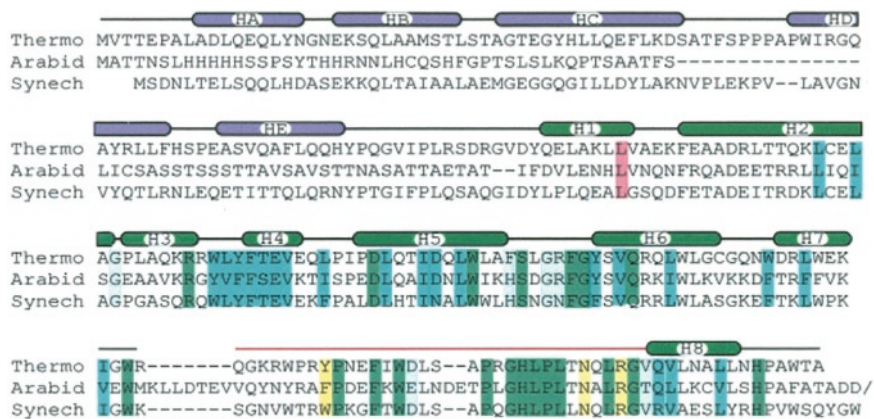 HA HB HC HD
Thermo MVTTEPALADLQEQLYNGNEKSQLAAMSTLSTAGTEGYHLLQEFLKDSATFSPPPAPWIRGQ
Arabid MATTNSLHHHHHSSPSYTHHRNNLHCQSHFGPTSLSLKQPTSAATFS---------------
Synech MSDNLTELSQQLHDASEKKQLTAIAALAEMGEGGQGILLDYLAKNVPLEKPV--LAVGN
HE H1 H2
Thermo AYRLLFHSPEASVQAFLQQHYPQGVIPLRSDRGVDYQELAKLLVAEKFEAADRLTTQKLCEL
Arabid LICSASSTSSSTTAVSAVSTTNASATTAETAT--IFDVLENHLVNQNFRQADEETRRLLIQI
Synech VYQTLRNLEQETITTQLQRNYPTGIFPLQSAQGIDYLPLQEALGSQDFETADEITRDKLCEL
H3 H4 H5 H6 H7
Thermo AGPLAQKRRWLYFTEVEQLPIPDLQTIDQLWLAFSLGRFGYSVQRQLWLGCGQNWDRLWEK
Arabid SGEAAVKRGYVFFSEVKTISPEDLQAIDNLWIKHSDGRFGYSVQRKIWLKVKKDFTRFFVK
Synech AGPGASQRQWLYFTEVEKFPALDLHTINALWWLHSNGNFGFSVQRRLWLASGKEFTKLWPK
H8
Thermo IGWR-------QGKRWPRYPNEFIWDLS--APRGHLPLTNQLRGVQVLNALLNHPAWTA
Arabid VEWMKLLDTEVVQYNYRAFPDEFKWELNDETPLGHLPLTNALRGTQLLKCVLSHPAFATADD/
Synech IGWK-------SGNVWTRWPKGFTWDLS--APQGHLPLLNQLRGVRVAESLYRHPVWSQYGW